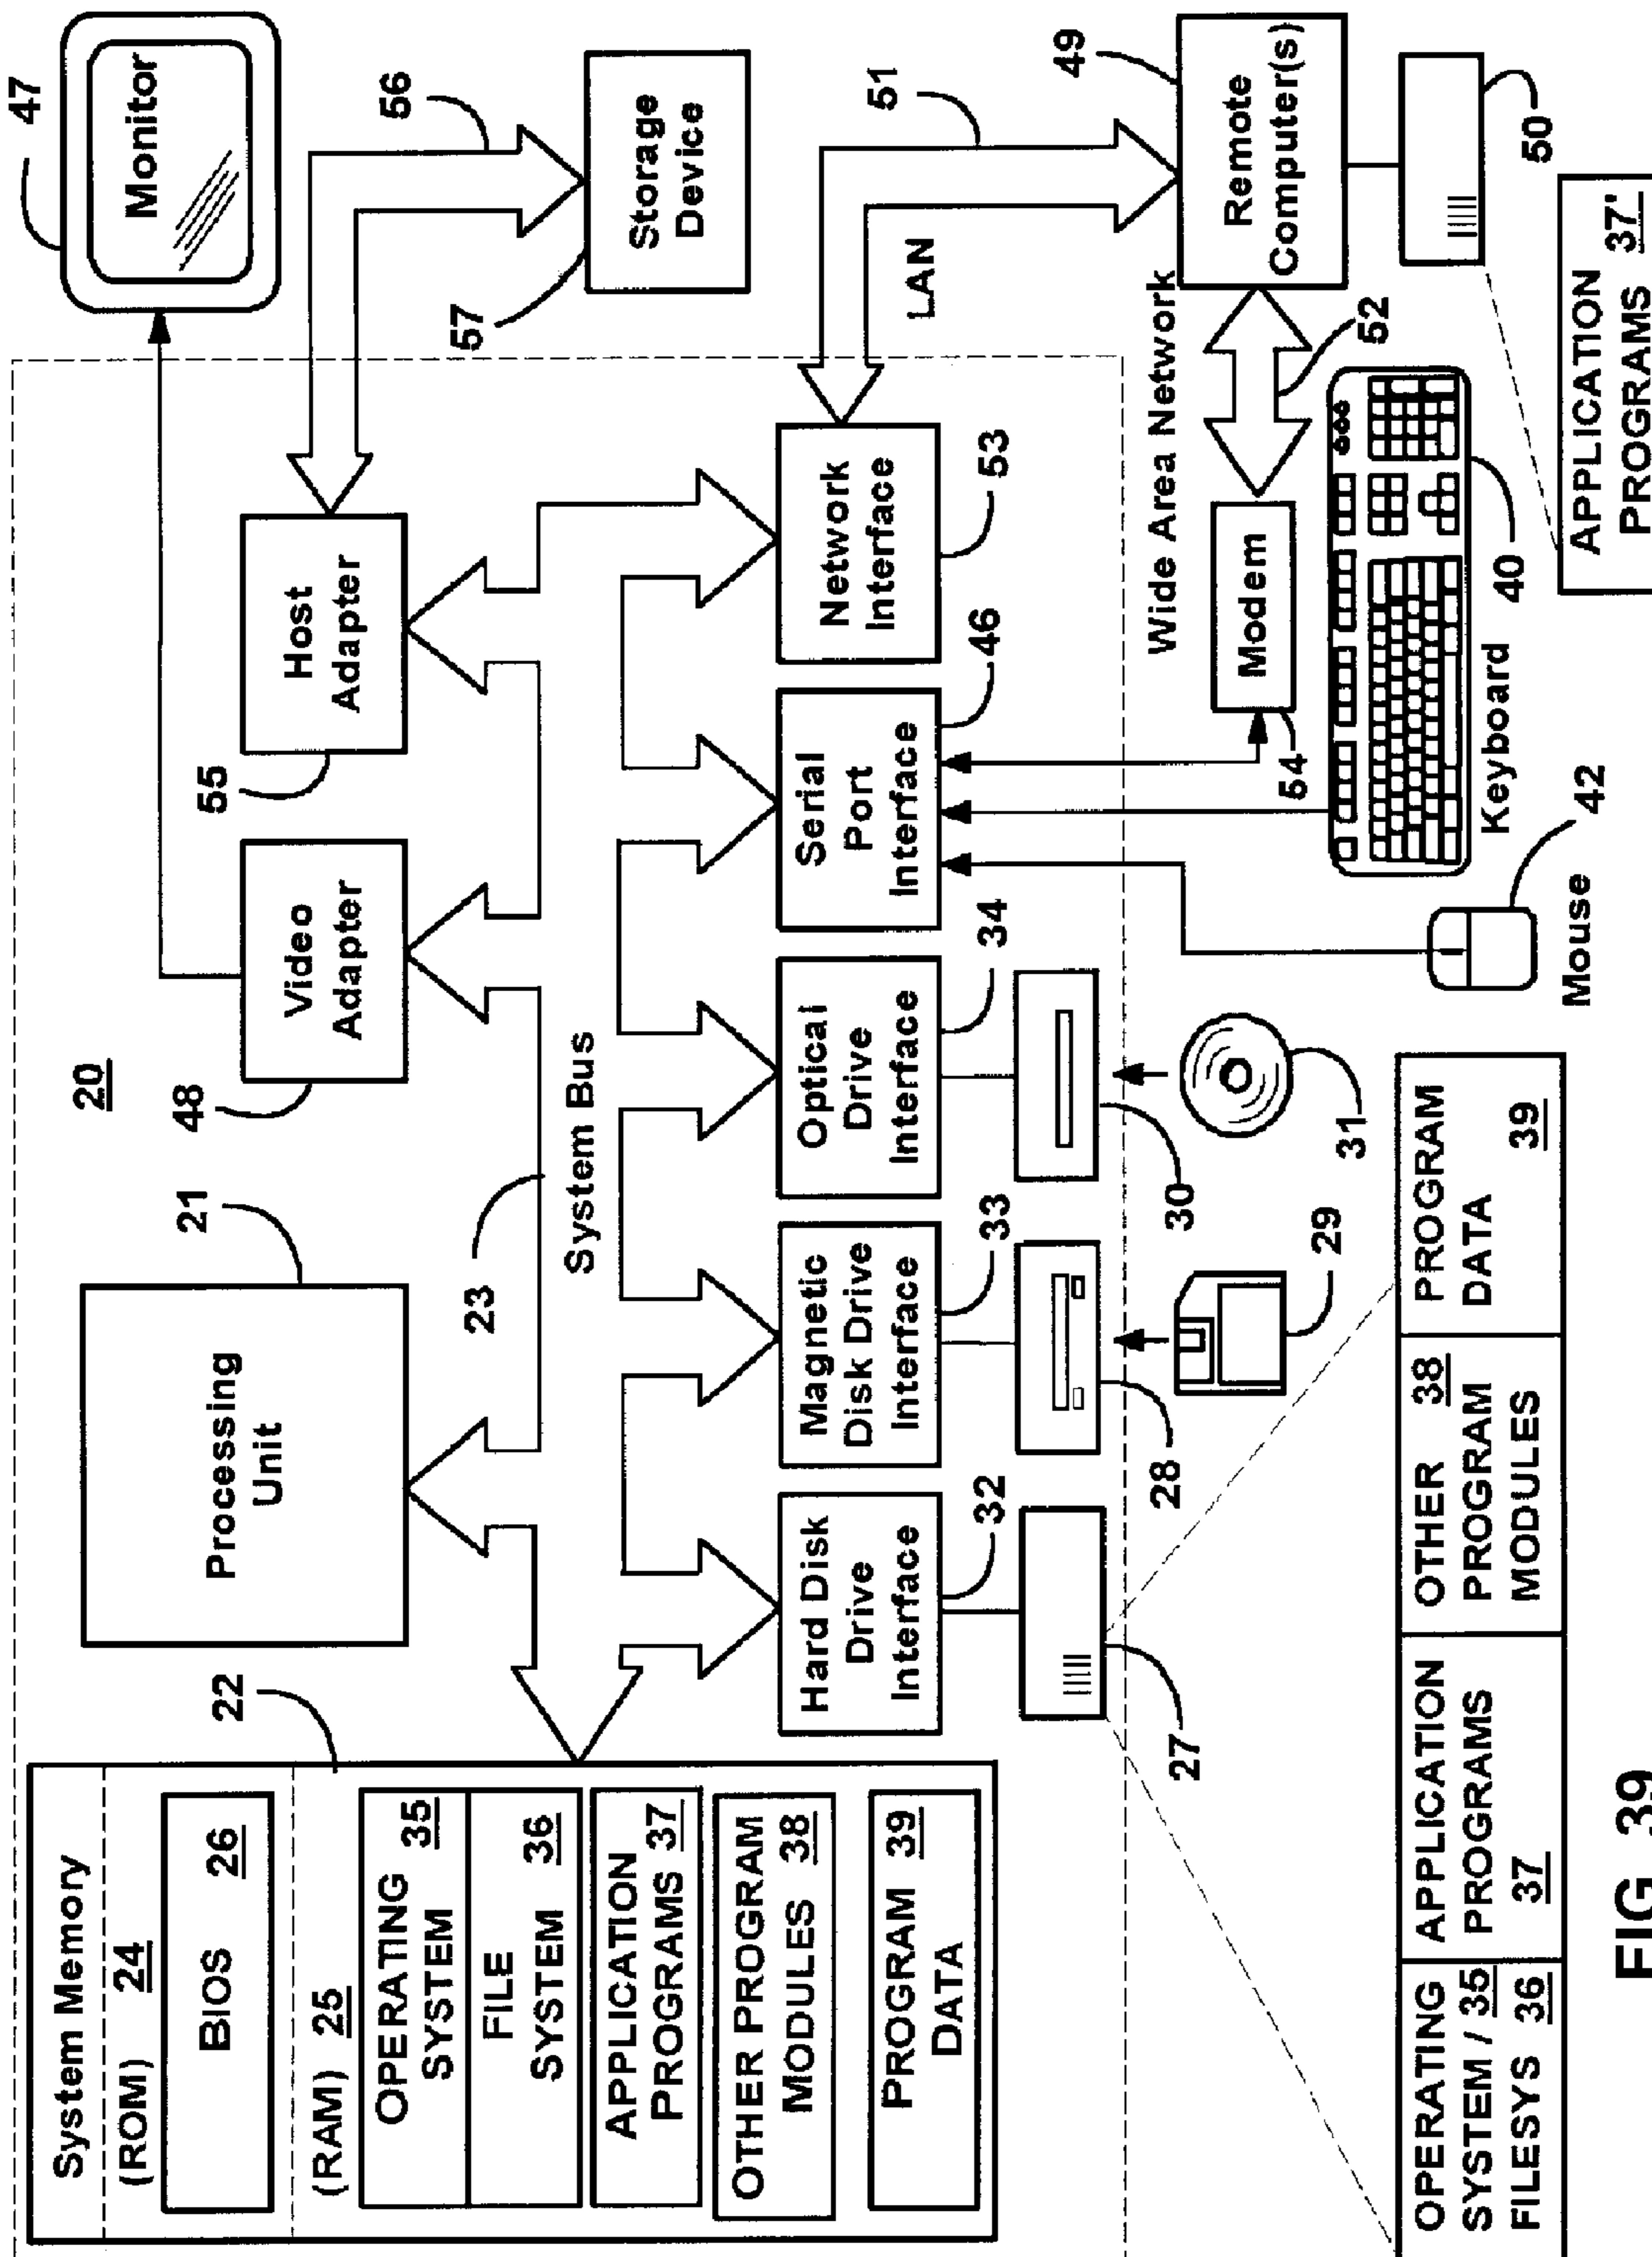 20
47
Monitor
System Memory
(ROM) 24
BIOS 26
(RAM) 25
OPERATING
SYSTEM 35
FILE
SYSTEM 36
APPLICATION
PROGRAMS 37
OTHER PROGRAM
MODULES 38
PROGRAM 39
DATA
22
Processing
Unit
21
48
Video
Adapter
55
Host
Adapter
56
57
Storage
Device
23
System Bus
Hard Disk
Drive
Interface
32
Magnetic
Disk Drive
Interface
33
Optical
Drive
Interface
34
Serial
Port
Interface
46
Network
Interface
53
LAN
51
27
28
29
30
31
Wide Area Network
54
Modem
52
49
Remote
Computer(s)
50
Mouse
42
Keyboard
40
OPERATING
SYSTEM / 35
FILESYS 36
APPLICATION
PROGRAMS
37
OTHER 38
PROGRAM
MODULES
PROGRAM
DATA
39
APPLICATION
PROGRAMS 37'
FIG. 39